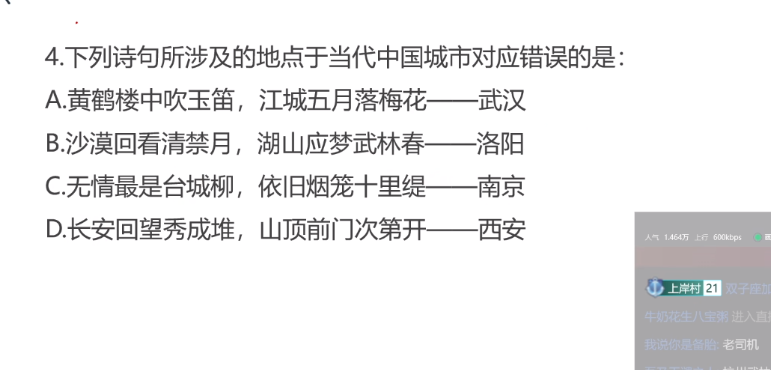 4.下列诗句所涉及的地点于当代中国城市对应错误的是：
A.黄鹤楼中吹玉笛，江城五月落梅花——武汉
B.沙漠回看清禁月，湖山应梦武林春——洛阳
C.无情最是台城柳，依旧烟笼十里缇——南京
D.长安回望秀成堆，山顶前门次第开——西安
人气 1.464万 上行 600kbps
上岸村 21 双子座加
牛奶花生八宝粥 进入直播
我说你是备胎: 老司机